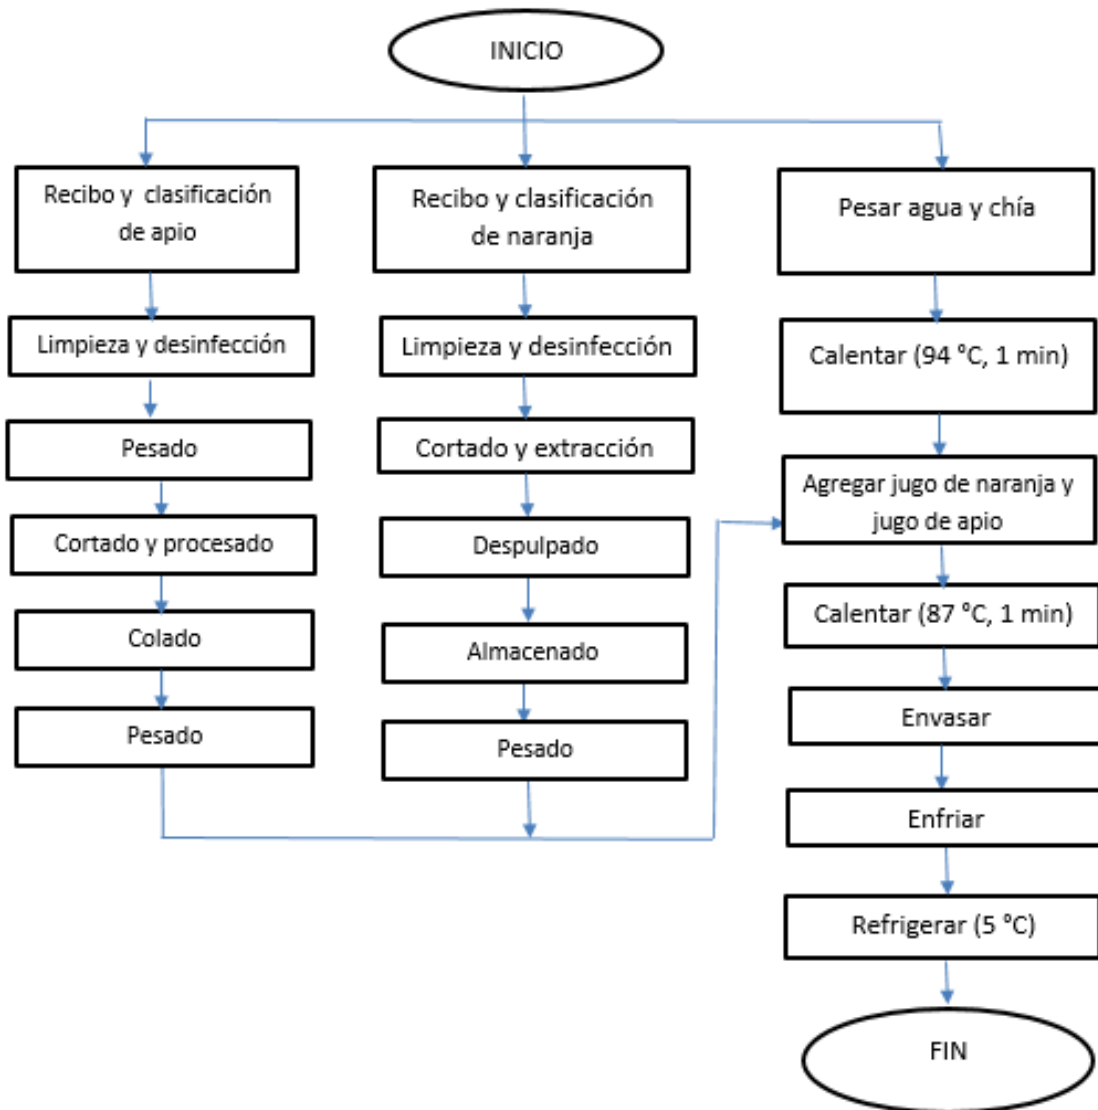 INICIO
Recibo y clasificación
de apio
Limpieza y desinfección
Pesado
Cortado y procesado
Colado
Pesado
Recibo y clasificación
de naranja
Limpieza y desinfección
Cortado y extracción
Despulpado
Almacenado
Pesado
Pesar agua y chía
Calentar (94 °C, 1 min)
Agregar jugo de naranja y
jugo de apio
Calentar (87 °C, 1 min)
Envasar
Enfriar
Refrigerar (5 °C)
FIN